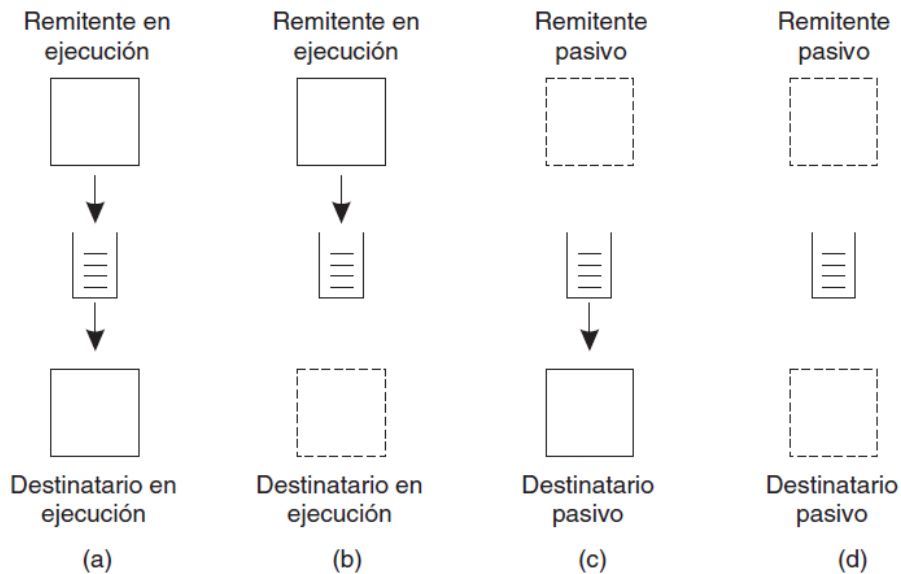 Remitente en ejecución
Remitente en ejecución
Remitente pasivo
Remitente pasivo
Destinatario en ejecución
Destinatario en ejecución
Destinatario pasivo
Destinatario pasivo
(a)
(b)
(c)
(d)